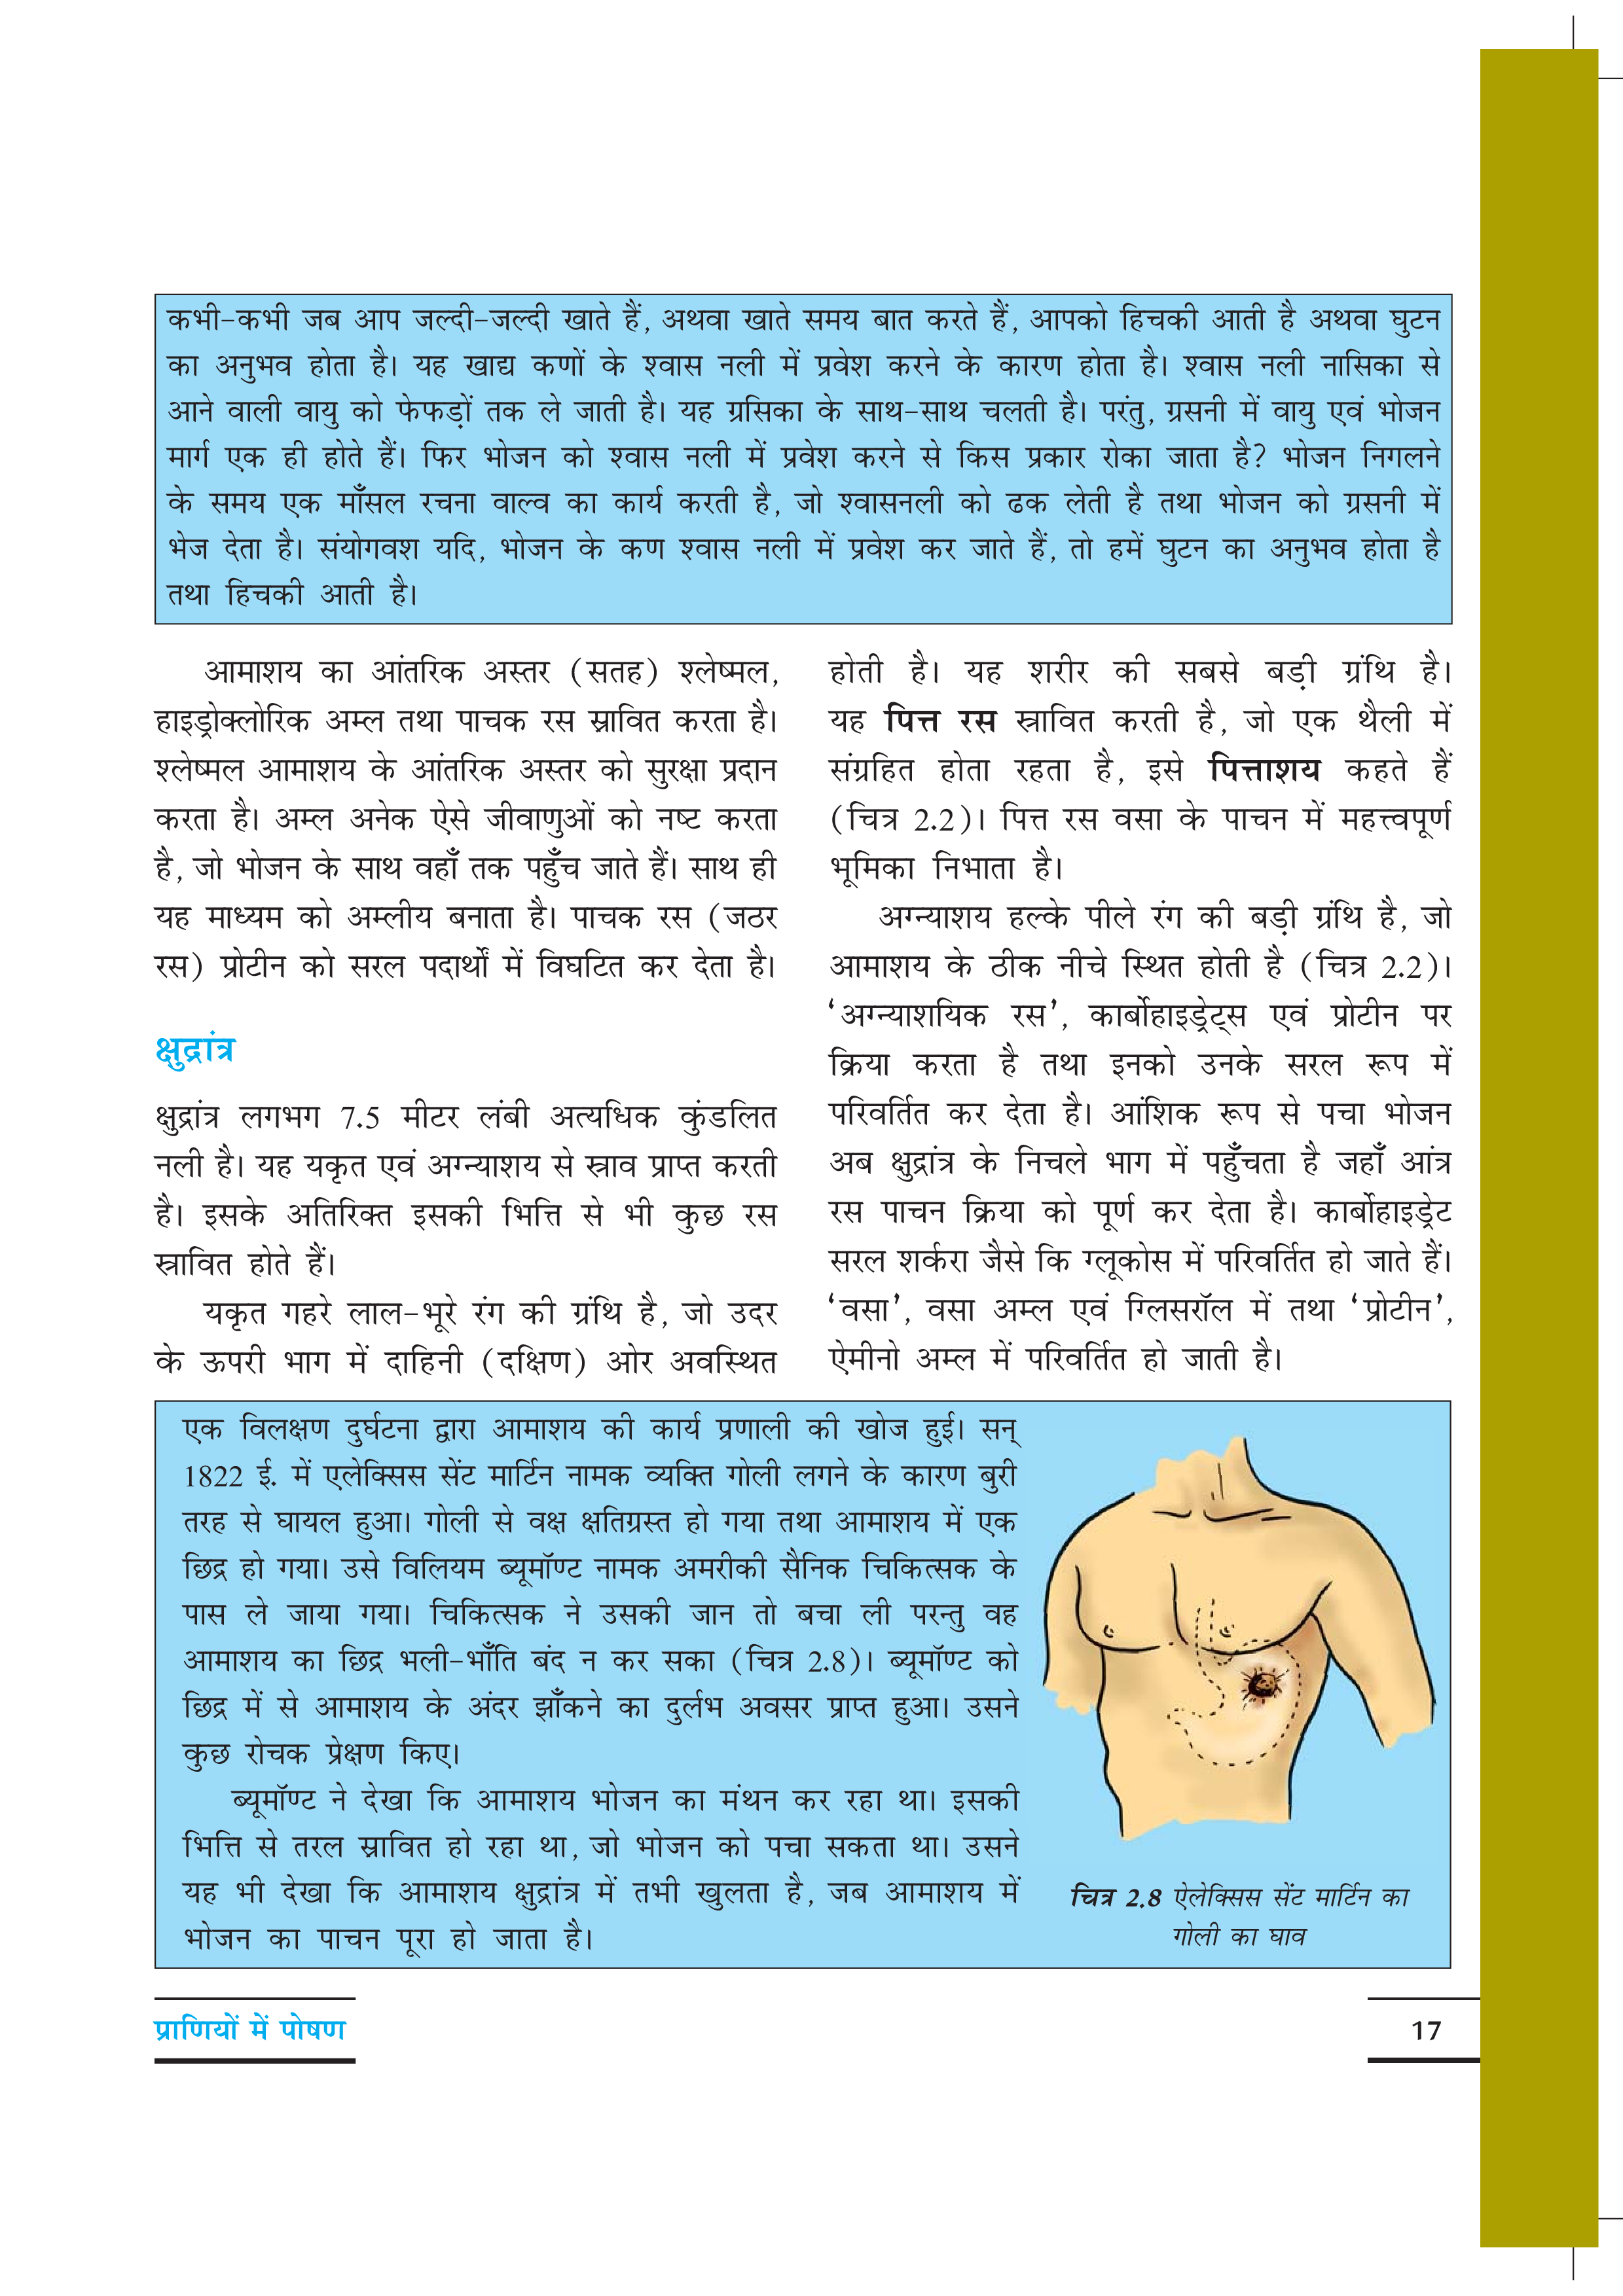 कभी-कभी जब आप जल्दी-जल्दी खाते हैं, अथवा खाते समय बात करते हैं, आपको हिचकी आती है अथवा घुटन
का अनुभव होता है। यह खाद्य कणों के श्वास नली में प्रवेश करने के कारण होता है। श्वास नली नासिका से
आने वाली वायु को फेफड़ों तक ले जाती है। यह ग्रसिका के साथ-साथ चलती है। परंतु, ग्रसनी में वायु एवं भोजन
मार्ग एक ही होते हैं। फिर भोजन को श्वास नली में प्रवेश करने से किस प्रकार रोका जाता है? भोजन निगलने
के समय एक माँसल रचना वाल्व का कार्य करती है, जो श्वासनली को ढक लेती है तथा भोजन को ग्रसनी में
भेज देता है। संयोगवश यदि, भोजन के कण श्वास नली में प्रवेश कर जाते हैं, तो हमें घुटन का अनुभव होता है
तथा हिचकी आती है।
आमाशय का आंतरिक अस्तर (सतह) श्लेष्मल,
हाइड्रोक्लोरिक अम्ल तथा पाचक रस स्रावित करता है।
श्लेष्मल आमाशय के आंतरिक अस्तर को सुरक्षा प्रदान
करता है। अम्ल अनेक ऐसे जीवाणुओं को नष्ट करता
है, जो भोजन के साथ वहाँ तक पहुँच जाते हैं। साथ ही
यह माध्यम को अम्लीय बनाता है। पाचक रस (जठर
रस) प्रोटीन को सरल पदार्थों में विघटित कर देता है।
क्षुद्रांत्र
क्षुद्रांत्र लगभग 7.5 मीटर लंबी अत्यधिक कुंडलित
नली है। यह यकृत एवं अग्न्याशय से स्राव प्राप्त करती
है। इसके अतिरिक्त इसकी भित्ति से भी कुछ रस
स्रावित होते हैं।
यकृत गहरे लाल-भूरे रंग की ग्रंथि है, जो उदर
के ऊपरी भाग में दाहिनी (दक्षिण) ओर अवस्थित
होती है। यह शरीर की सबसे बड़ी ग्रंथि है।
यह पित्त रस स्रावित करती है, जो एक थैली में
संग्रहित होता रहता है, इसे पित्ताशय कहते हैं
(चित्र 2.2)। पित्त रस वसा के पाचन में महत्त्वपूर्ण
भूमिका निभाता है।
अग्न्याशय हल्के पीले रंग की बड़ी ग्रंथि है, जो
आमाशय के ठीक नीचे स्थित होती है (चित्र 2.2)।
‘अग्न्याशयिक रस’, कार्बोहाइड्रेट्स एवं प्रोटीन पर
क्रिया करता है तथा इनको उनके सरल रूप में
परिवर्तित कर देता है। आंशिक रूप से पचा भोजन
अब क्षुद्रांत्र के निचले भाग में पहुँचता है जहाँ आंत्र
रस पाचन क्रिया को पूर्ण कर देता है। कार्बोहाइड्रेट
सरल शर्करा जैसे कि ग्लूकोस में परिवर्तित हो जाते हैं।
‘वसा’, वसा अम्ल एवं ग्लिसरॉल में तथा ‘प्रोटीन’,
ऐमीनो अम्ल में परिवर्तित हो जाती है।
एक विलक्षण दुर्घटना द्वारा आमाशय की कार्य प्रणाली की खोज हुई। सन्
1822 ई. में एलेक्सिस सेंट मार्टिन नामक व्यक्ति गोली लगने के कारण बुरी
तरह से घायल हुआ। गोली से वक्ष क्षतिग्रस्त हो गया तथा आमाशय में एक
छिद्र हो गया। उसे विलियम ब्यूमॉण्ट नामक अमरीकी सैनिक चिकित्सक के
पास ले जाया गया। चिकित्सक ने उसकी जान तो बचा ली परन्तु वह
आमाशय का छिद्र भली-भाँति बंद न कर सका (चित्र 2.8)। ब्यूमॉण्ट को
छिद्र में से आमाशय के अंदर झाँकने का दुर्लभ अवसर प्राप्त हुआ। उसने
कुछ रोचक प्रेक्षण किए।
ब्यूमॉण्ट ने देखा कि आमाशय भोजन का मंथन कर रहा था। इसकी
भित्ति से तरल स्रावित हो रहा था, जो भोजन को पचा सकता था। उसने
यह भी देखा कि आमाशय क्षुद्रांत्र में तभी खुलता है, जब आमाशय में
भोजन का पाचन पूरा हो जाता है।
चित्र 2.8 ऐलेक्सिस सेंट मार्टिन का
गोली का घाव
प्राणियों में पोषण
17